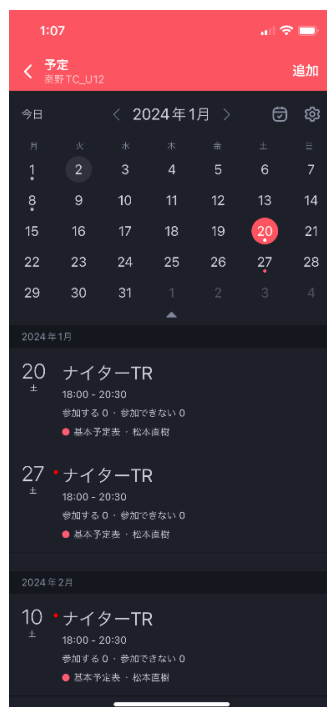 1:07
予定
秦野TC_U12
追加
今日
2024年1月
月 火 水 木 金 土 日
1 2 3 4 5 6 7
8 9 10 11 12 13 14
15 16 17 18 19 20 21
22 23 24 25 26 27 28
29 30 31 1 2 3 4
2024年1月
20 ナイターTR
土
18:00 - 20:30
参加する 0・参加できない 0
基本予定表・松本直樹
27 ナイターTR
土
18:00 - 20:30
参加する 0・参加できない 0
基本予定表・松本直樹
2024年2月
10 ナイターTR
土
18:00 - 20:30
参加する 0・参加できない 0
基本予定表・松本直樹